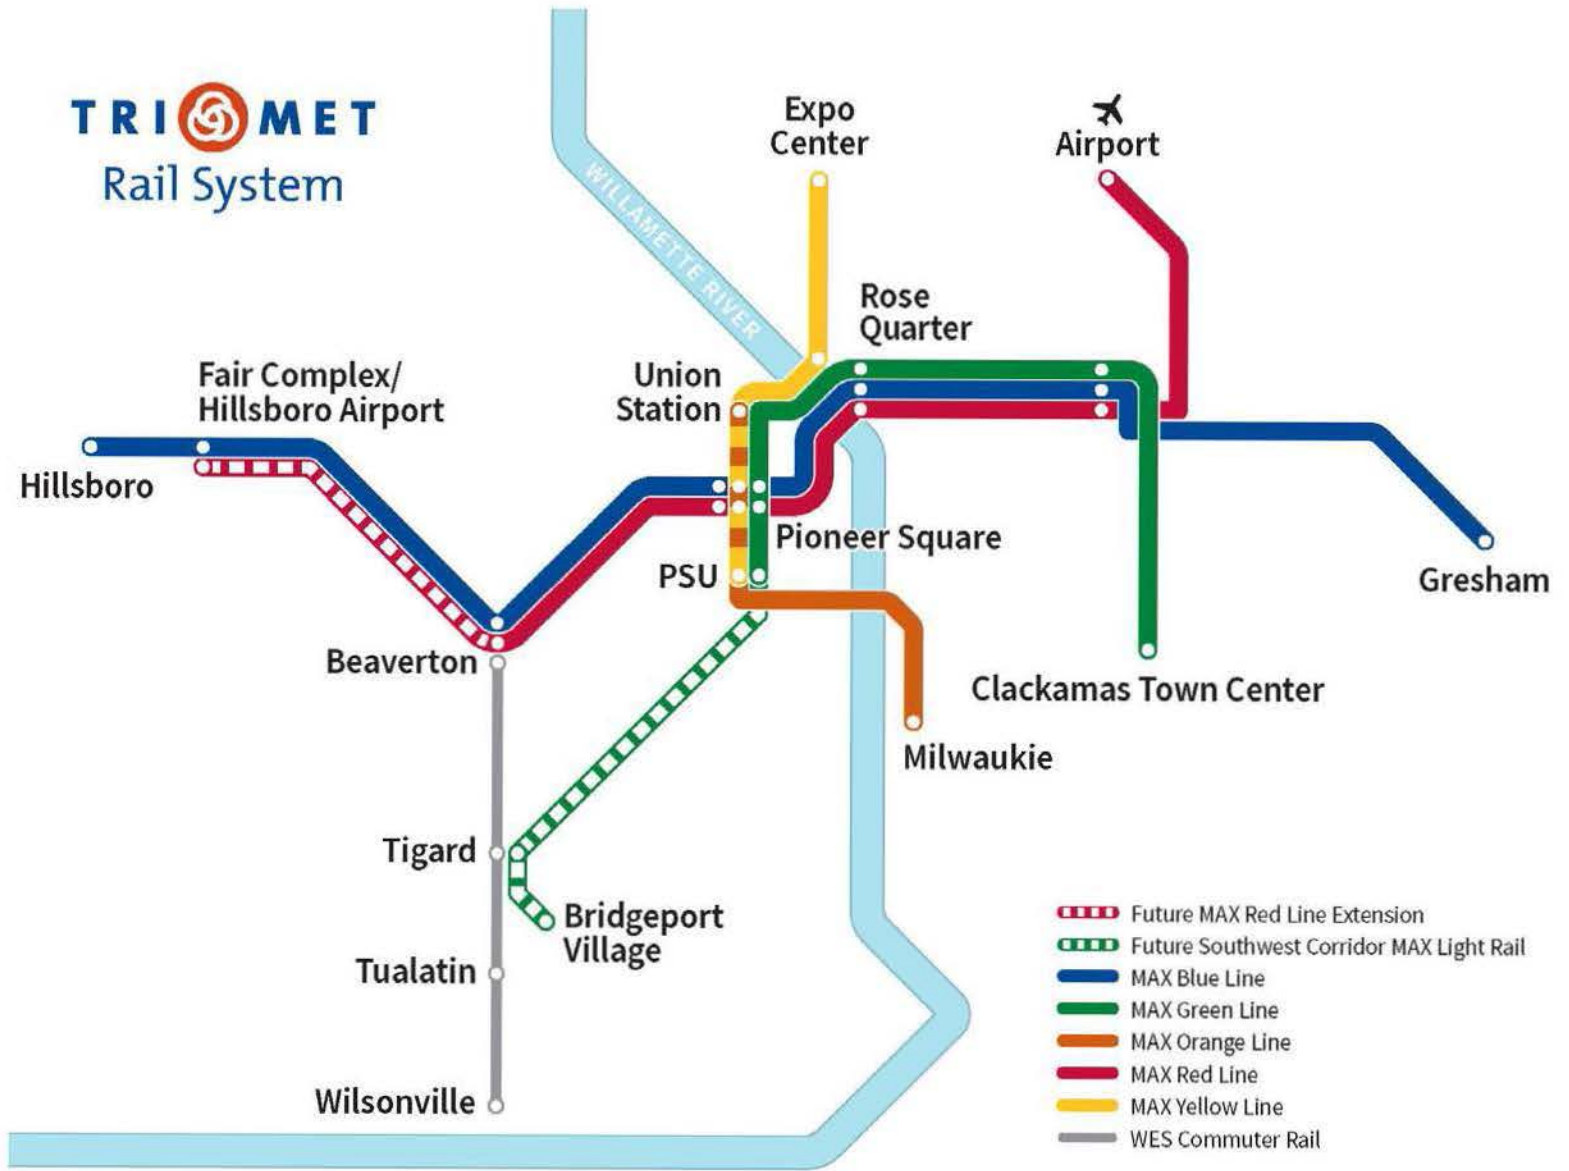 TRI MET
Rail System
WILLAMETTE RIVER
Expo
Center
Airport
Rose
Quarter
Union
Station
Fair Complex/
Hillsboro Airport
Hillsboro
Pioneer Square
PSU
Gresham
Beaverton
Clackamas Town Center
Milwaukie
Tigard
Bridgeport
Village
Tualatin
Wilsonville
Future MAX Red Line Extension
Future Southwest Corridor MAX Light Rail
MAX Blue Line
MAX Green Line
MAX Orange Line
MAX Red Line
MAX Yellow Line
WES Commuter Rail